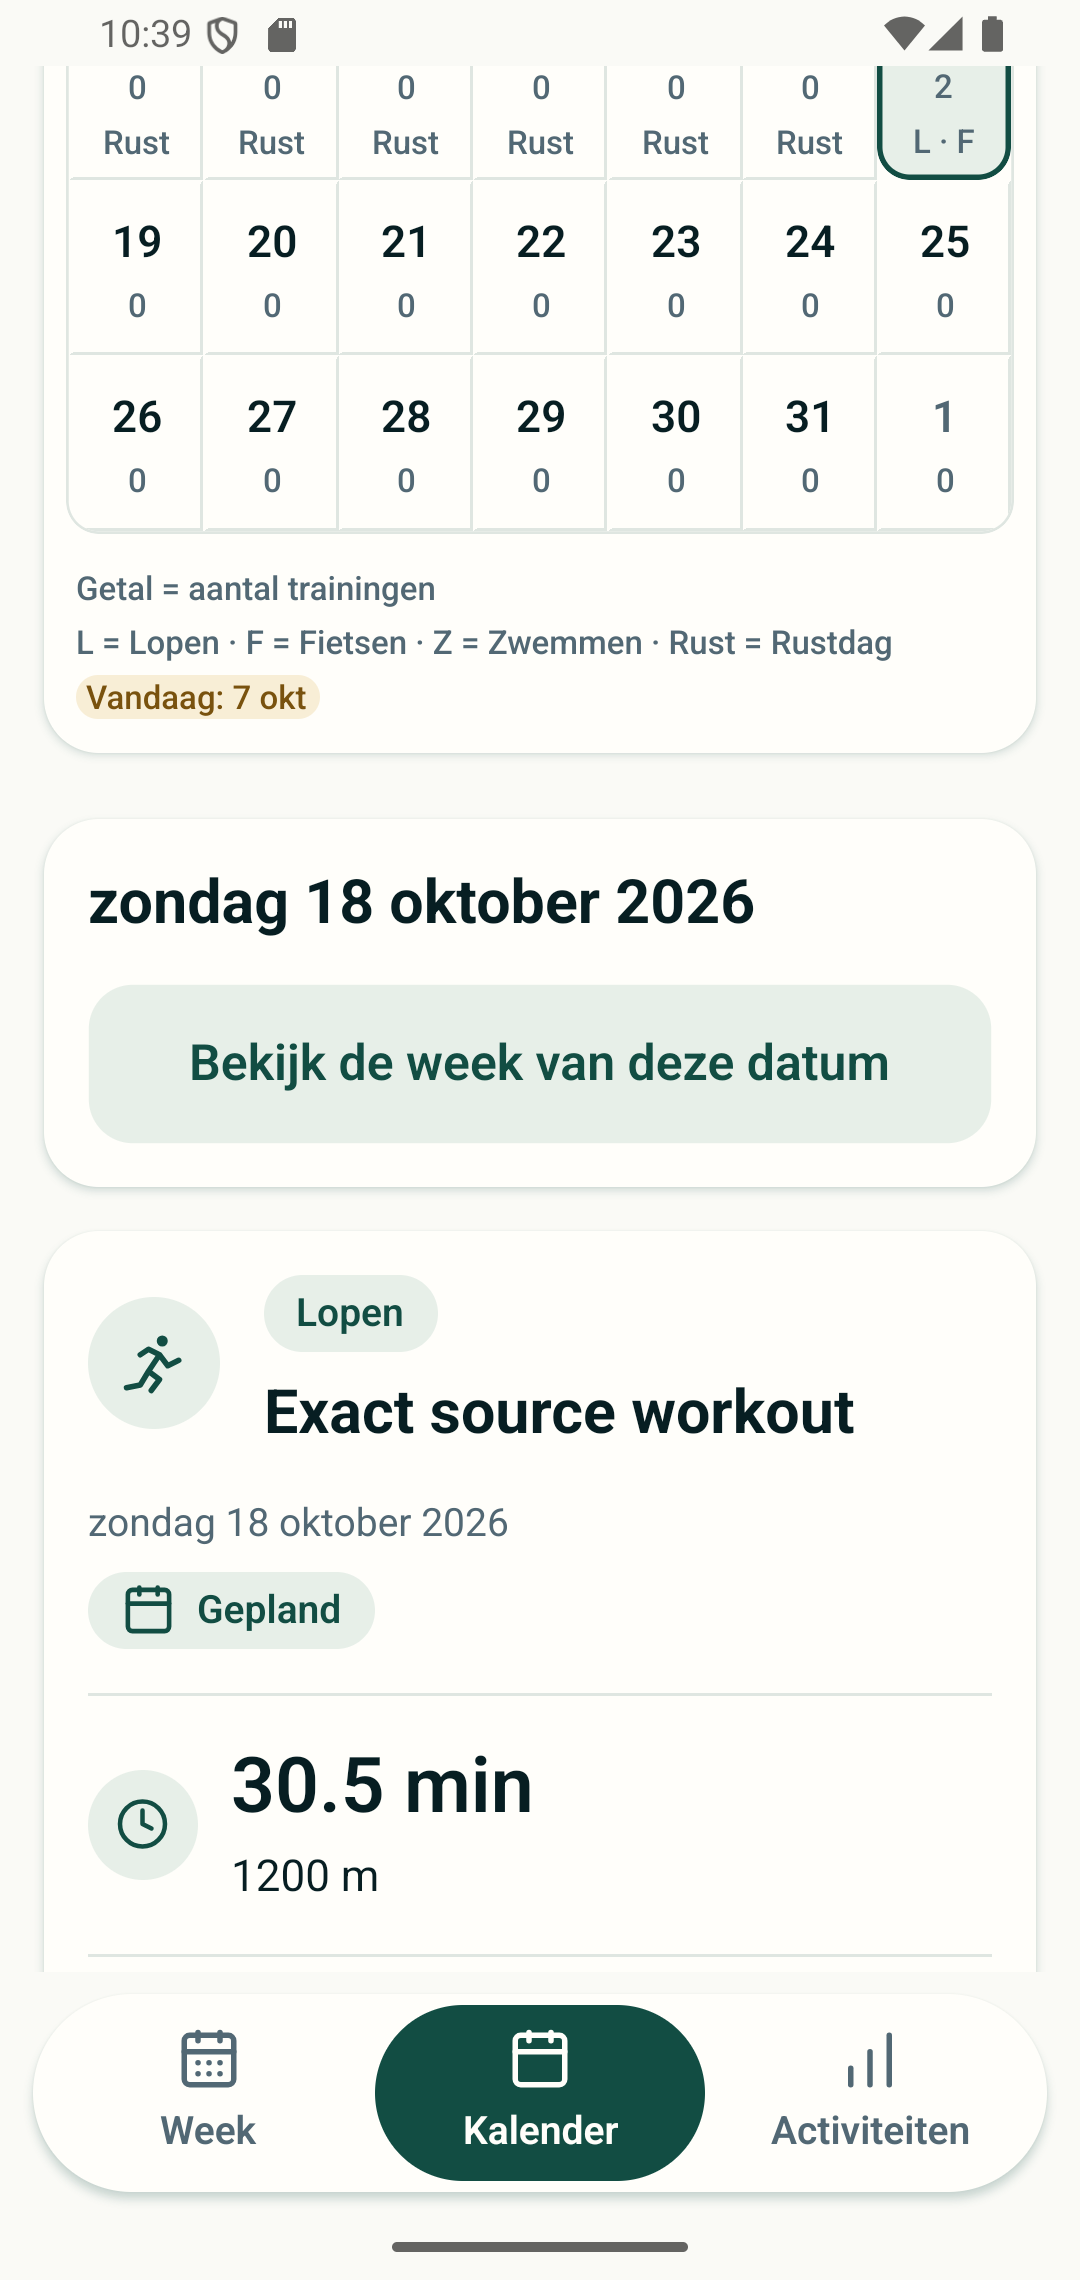 10:39
0 0 0 0 0 0 2
Rust Rust Rust Rust Rust Rust L · F
19 20 21 22 23 24 25
0 0 0 0 0 0 0
26 27 28 29 30 31 1
0 0 0 0 0 0 0
Getal = aantal trainingen
L = Lopen · F = Fietsen · Z = Zwemmen · Rust = Rustdag
Vandaag: 7 okt
zondag 18 oktober 2026
Bekijk de week van deze datum
Lopen
Exact source workout
zondag 18 oktober 2026
Gepland
30.5 min
1200 m
Week Kalender Activiteiten